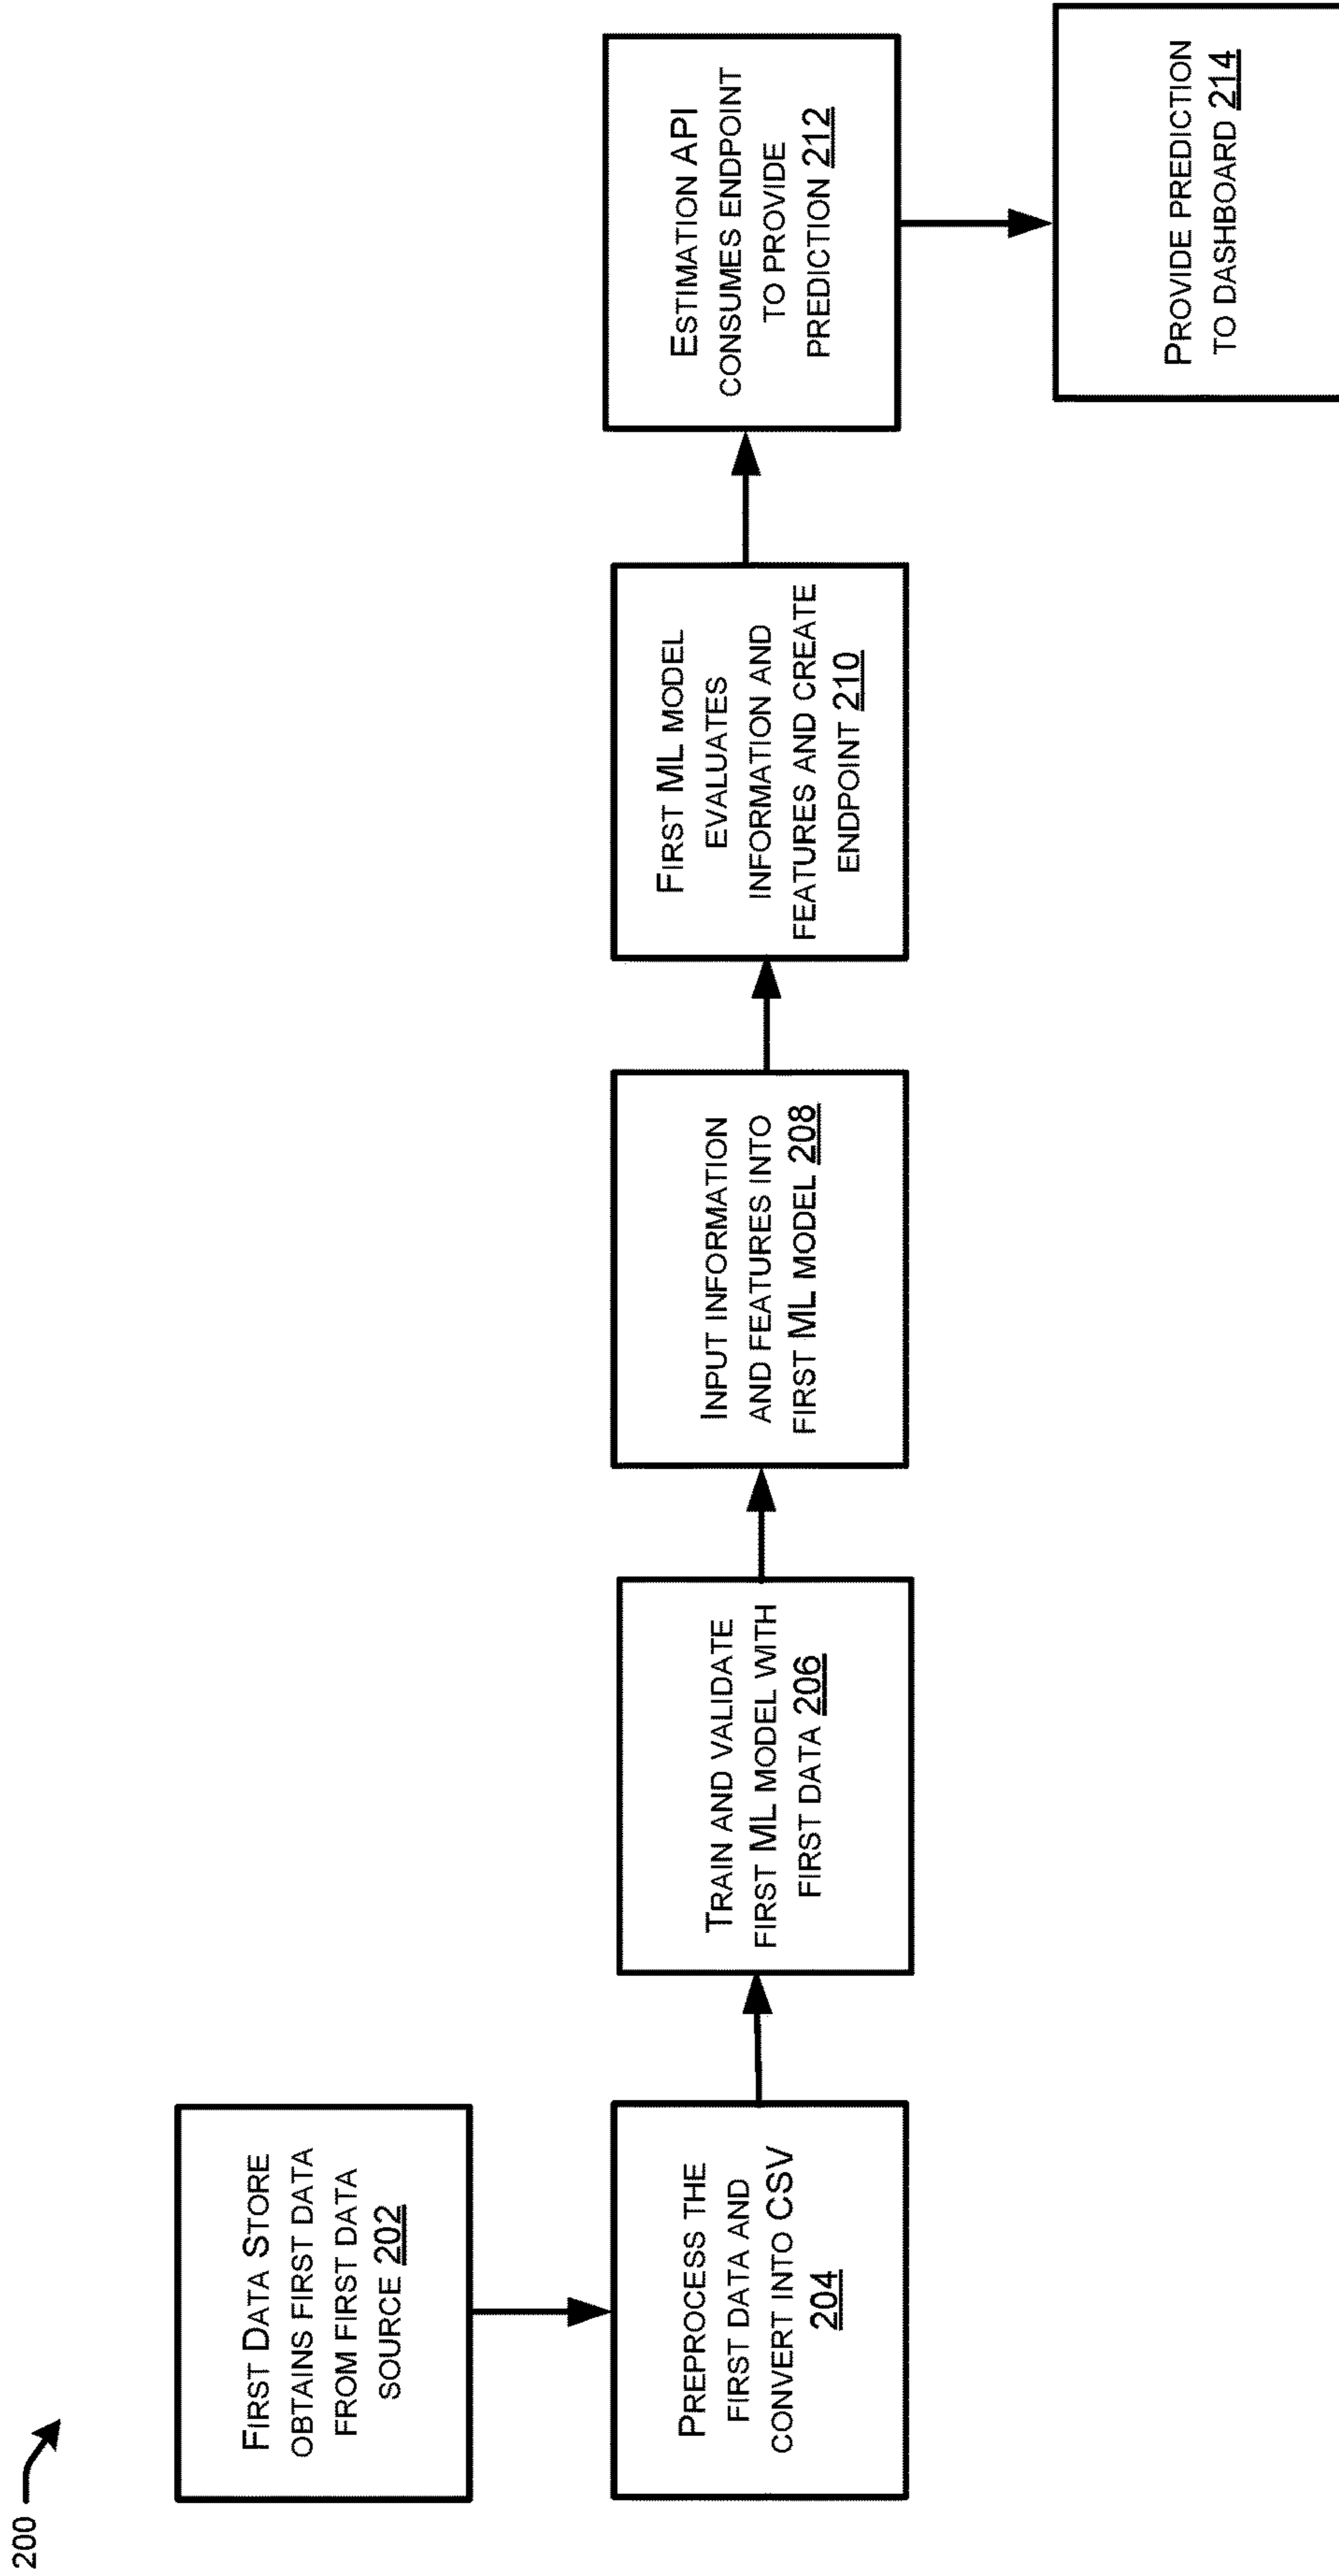 200
First Data Store
obtains first data
from first data
source 202
Preprocess the
first data and
convert into CSV
204
Train and validate
first ML model with
first data 206
Input information
and features into
first ML model 208
First ML model
evaluates
information and
features and create
endpoint 210
Estimation API
consumes endpoint
to provide
prediction 212
Provide prediction
to dashboard 214